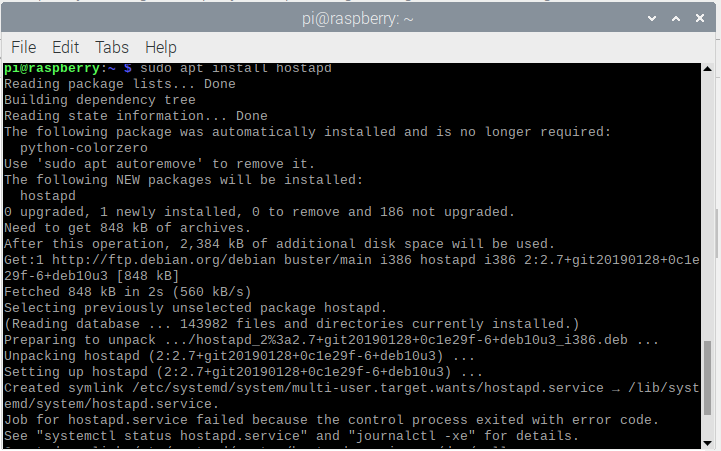 pi@raspberry: ~
File Edit Tabs Help
pi@raspberry:~ $ sudo apt install hostapd
Reading package lists... Done
Building dependency tree
Reading state information... Done
The following package was automatically installed and is no longer required:
python-colorzero
Use 'sudo apt autoremove' to remove it.
The following NEW packages will be installed:
hostapd
0 upgraded, 1 newly installed, 0 to remove and 186 not upgraded.
Need to get 848 kB of archives.
After this operation, 2,384 kB of additional disk space will be used.
Get:1 http://ftp.debian.org/debian buster/main i386 hostapd i386 2:2.7+git20190128+0c1e
29f-6+deb10u3 [848 kB]
Fetched 848 kB in 2s (560 kB/s)
Selecting previously unselected package hostapd.
(Reading database ... 143982 files and directories currently installed.)
Preparing to unpack .../hostapd_2%3a2.7+git20190128+0c1e29f-6+deb10u3_i386.deb ...
Unpacking hostapd (2:2.7+git20190128+0c1e29f-6+deb10u3) ...
Setting up hostapd (2:2.7+git20190128+0c1e29f-6+deb10u3) ...
Created symlink /etc/systemd/system/multi-user.target.wants/hostapd.service → /lib/syst
emd/system/hostapd.service.
Job for hostapd.service failed because the control process exited with error code.
See "systemctl status hostapd.service" and "journalctl -xe" for details.